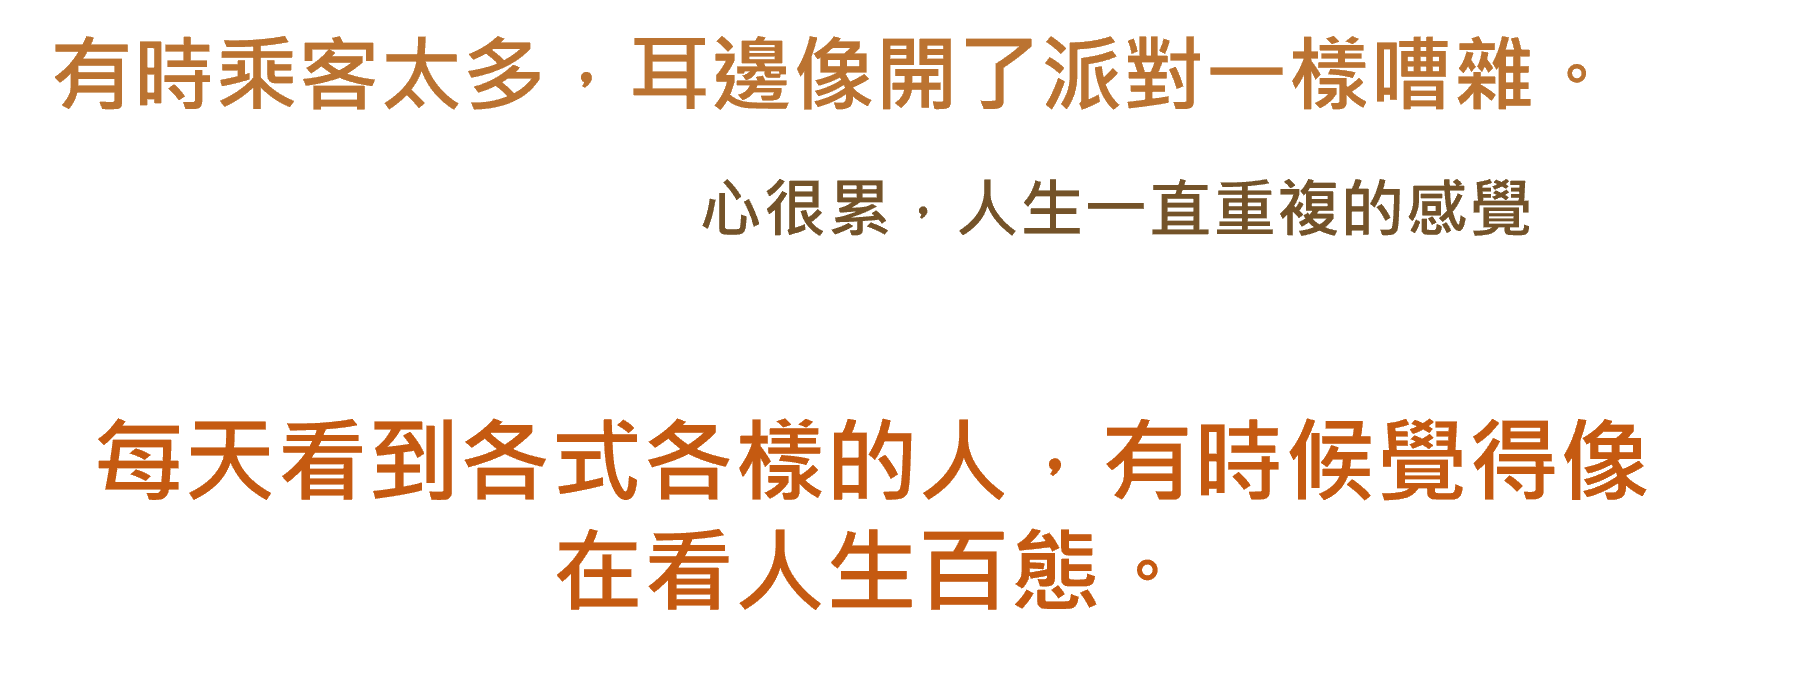 有時乘客太多，耳邊像開了派對一樣嘈雜。
心很累，人生一直重複的感覺
每天看到各式各樣的人，有時候覺得像
在看人生百態。